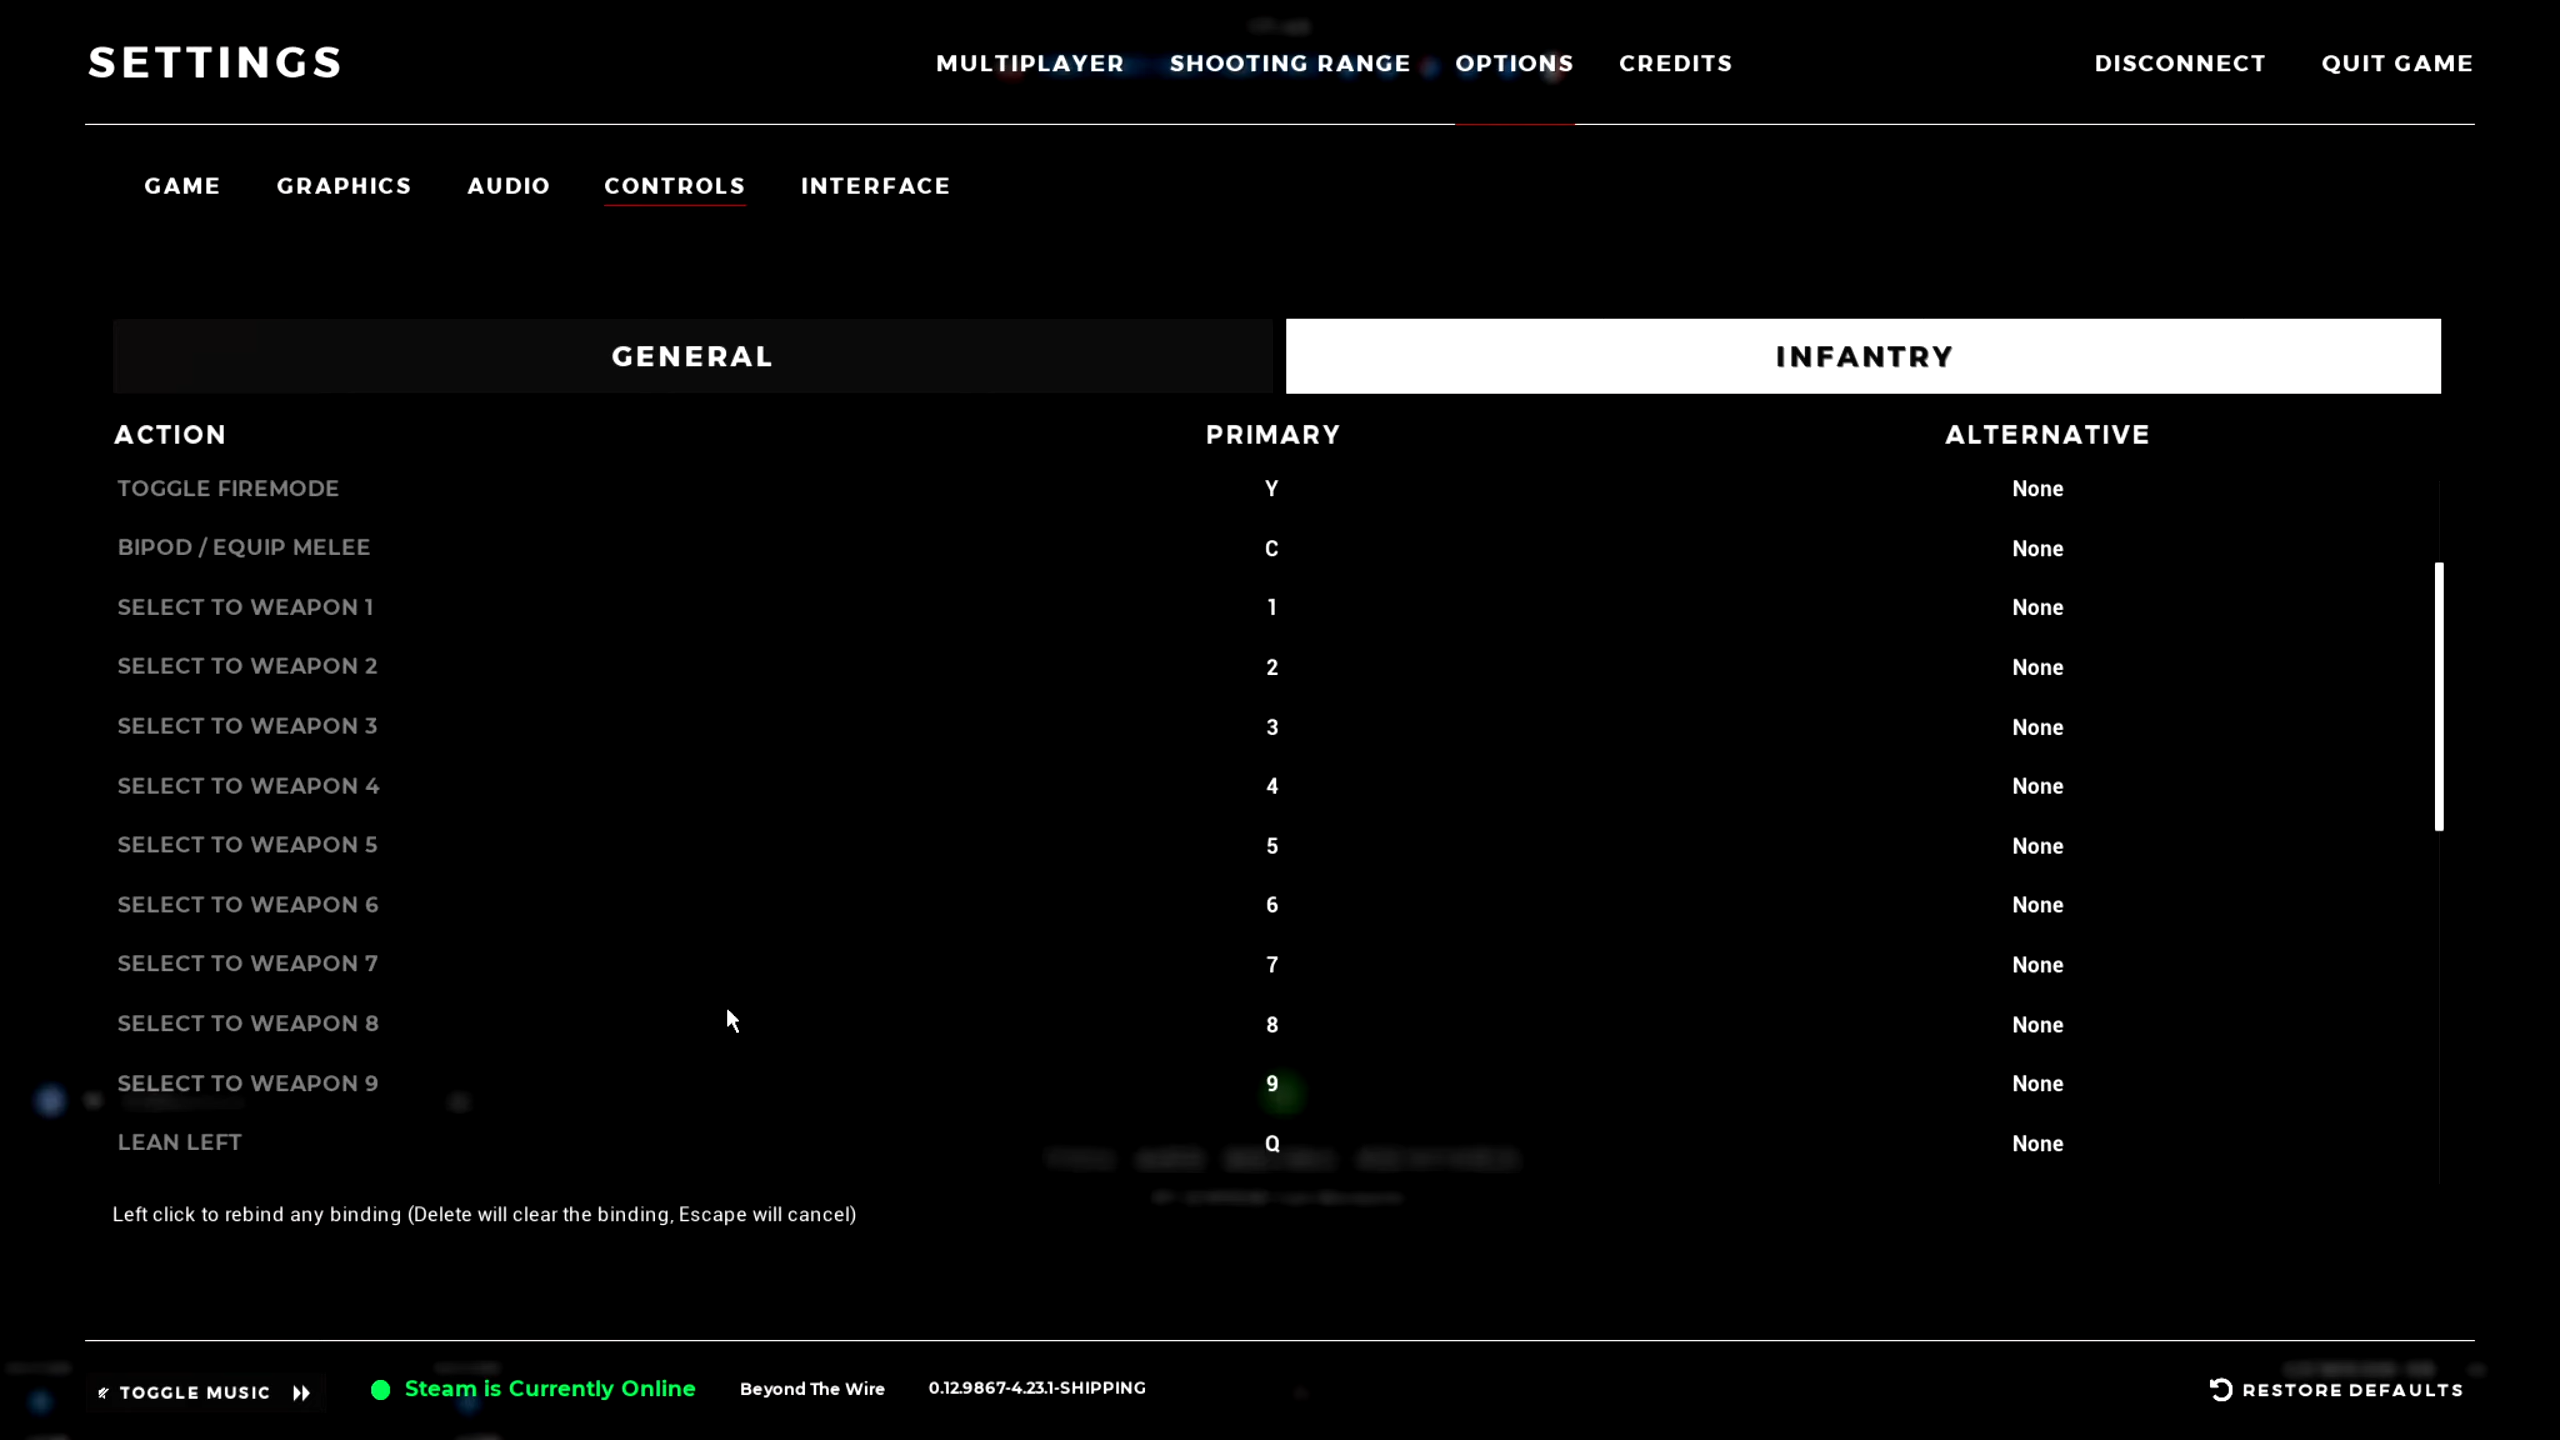 SETTINGS MULTIPLAYER SHOOTING RANGE OPTIONS CREDITS DISCONNECT QUIT GAME
GAME GRAPHICS AUDIO CONTROLS INTERFACE
GENERAL INFANTRY
ACTION PRIMARY ALTERNATIVE
TOGGLE FIREMODE Y None
BIPOD / EQUIP MELEE C None
SELECT TO WEAPON 1 1 None
SELECT TO WEAPON 2 2 None
SELECT TO WEAPON 3 3 None
SELECT TO WEAPON 4 4 None
SELECT TO WEAPON 5 5 None
SELECT TO WEAPON 6 6 None
SELECT TO WEAPON 7 7 None
SELECT TO WEAPON 8 8 None
SELECT TO WEAPON 9 9 None
LEAN LEFT Q None
Left click to rebind any binding (Delete will clear the binding, Escape will cancel)
TOGGLE MUSIC Steam is Currently Online Beyond The Wire 0.12.9867-4.23.1-SHIPPING RESTORE DEFAULTS